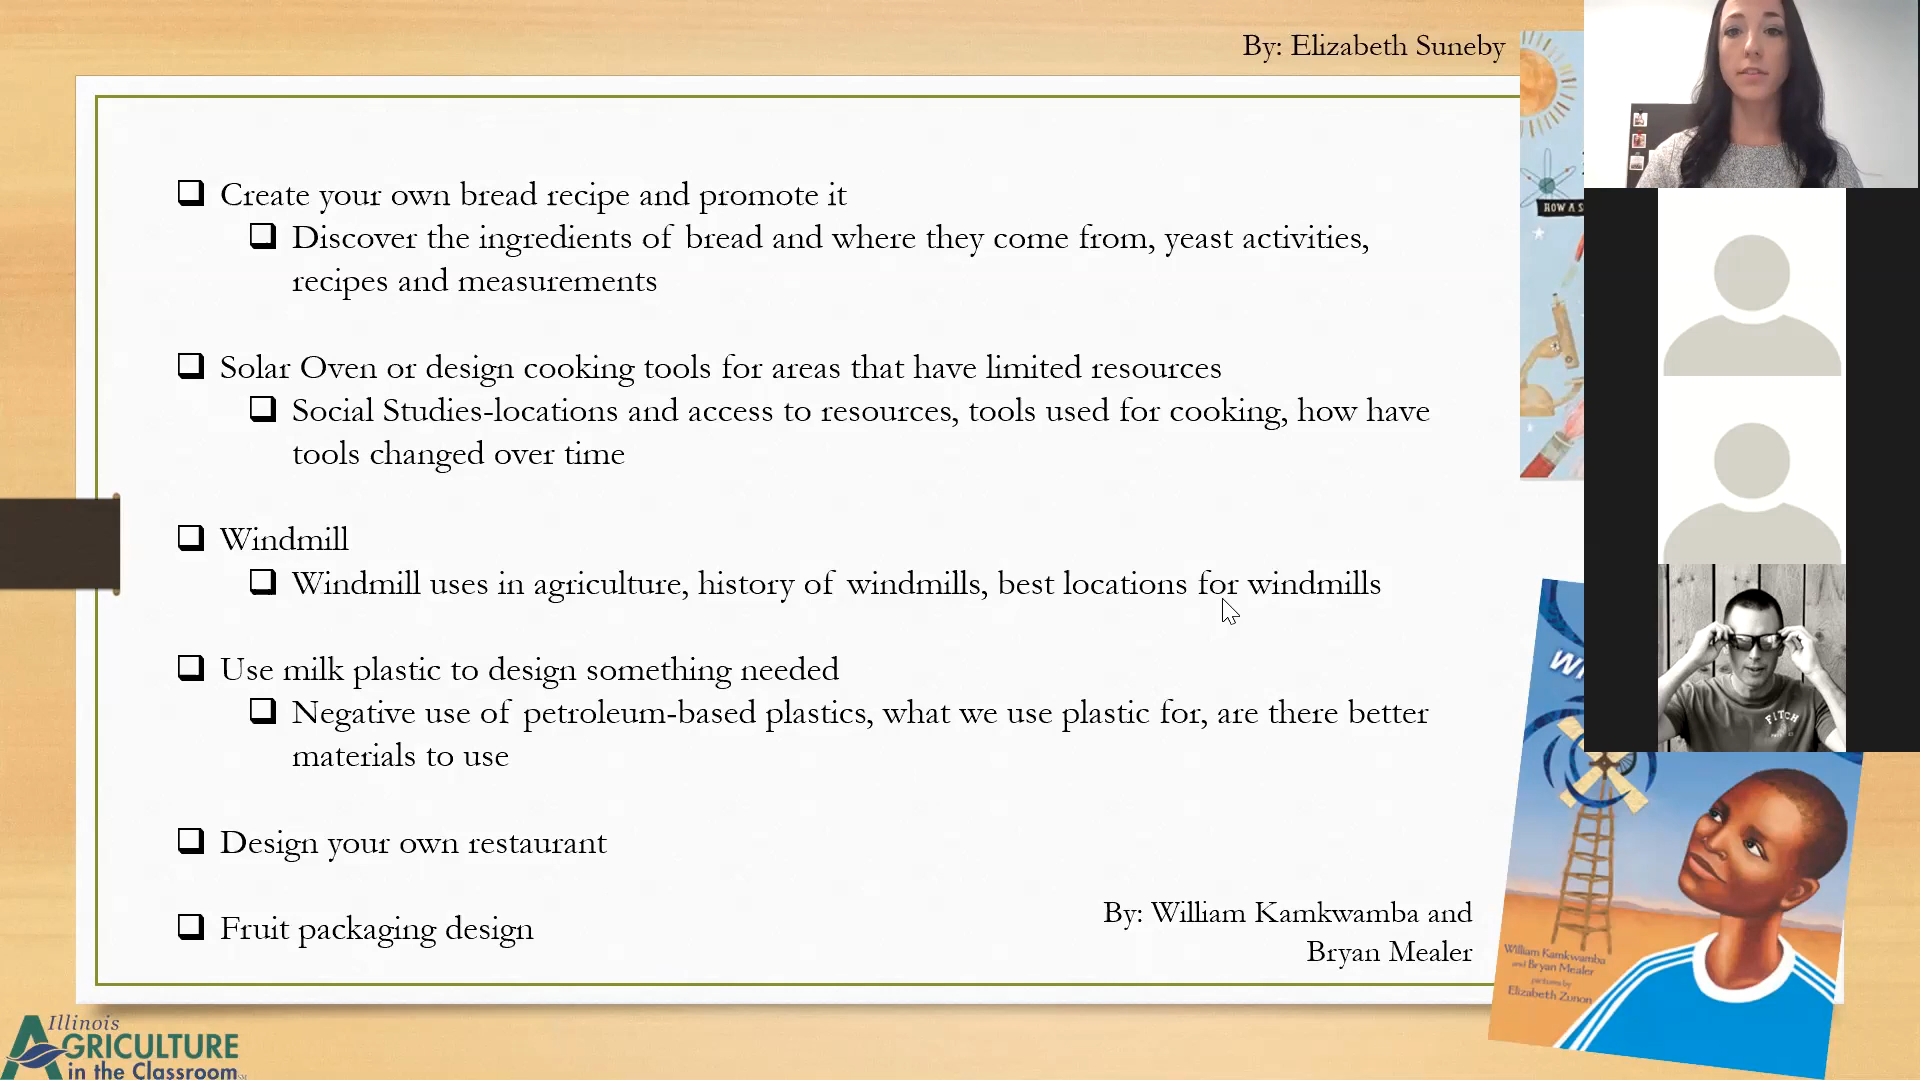 By: Elizabeth Suneby
HOW A S
Create your own bread recipe and promote it
Discover the ingredients of bread and where they come from, yeast activities,
recipes and measurements
Solar Oven or design cooking tools for areas that have limited resources
Social Studies-locations and access to resources, tools used for cooking, how have
tools changed over time
Windmill
Windmill uses in agriculture, history of windmills, best locations for windmills
Use milk plastic to design something needed
Negative use of petroleum-based plastics, what we use plastic for, are there better
materials to use
Design your own restaurant
Fruit packaging design
By: William Kamkwamba and
Bryan Mealer
FITCH
William Kamkwamba
and Bryan Mealer
pictures by
Elizabeth Zunon
Illinois
AGRICULTURE
in the Classroom